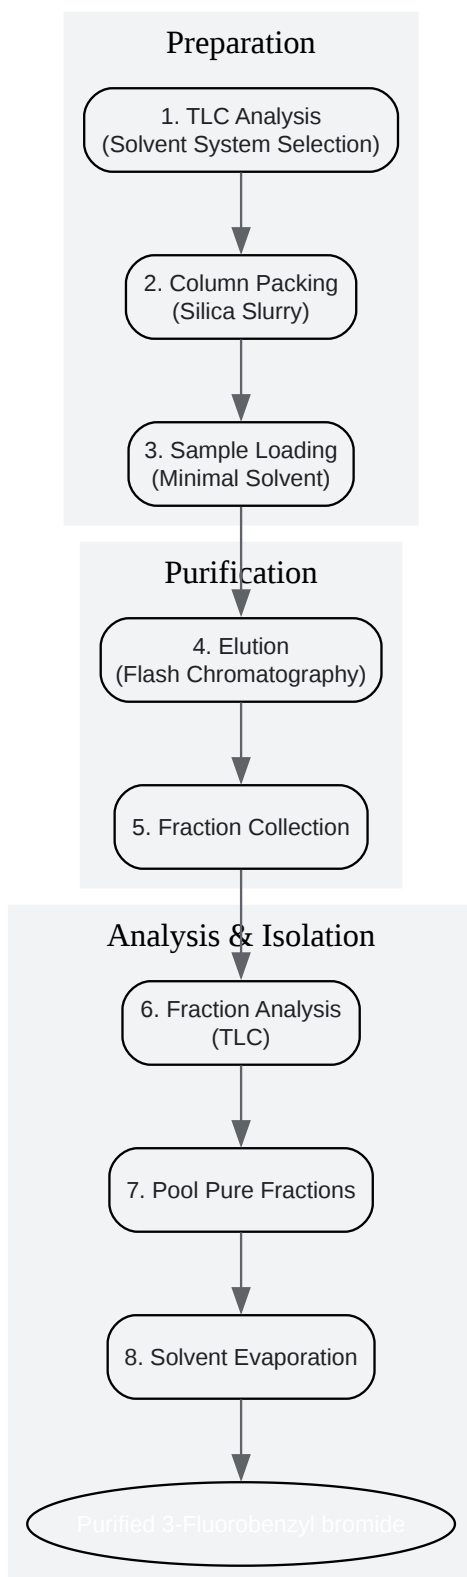 Preparation
1. TLC Analysis
(Solvent System Selection)
2. Column Packing
(Silica Slurry)
3. Sample Loading
(Minimal Solvent)
Purification
4. Elution
(Flash Chromatography)
5. Fraction Collection
Analysis & Isolation
6. Fraction Analysis
(TLC)
7. Pool Pure Fractions
8. Solvent Evaporation
Purified 3-Fluorobenzyl bromide